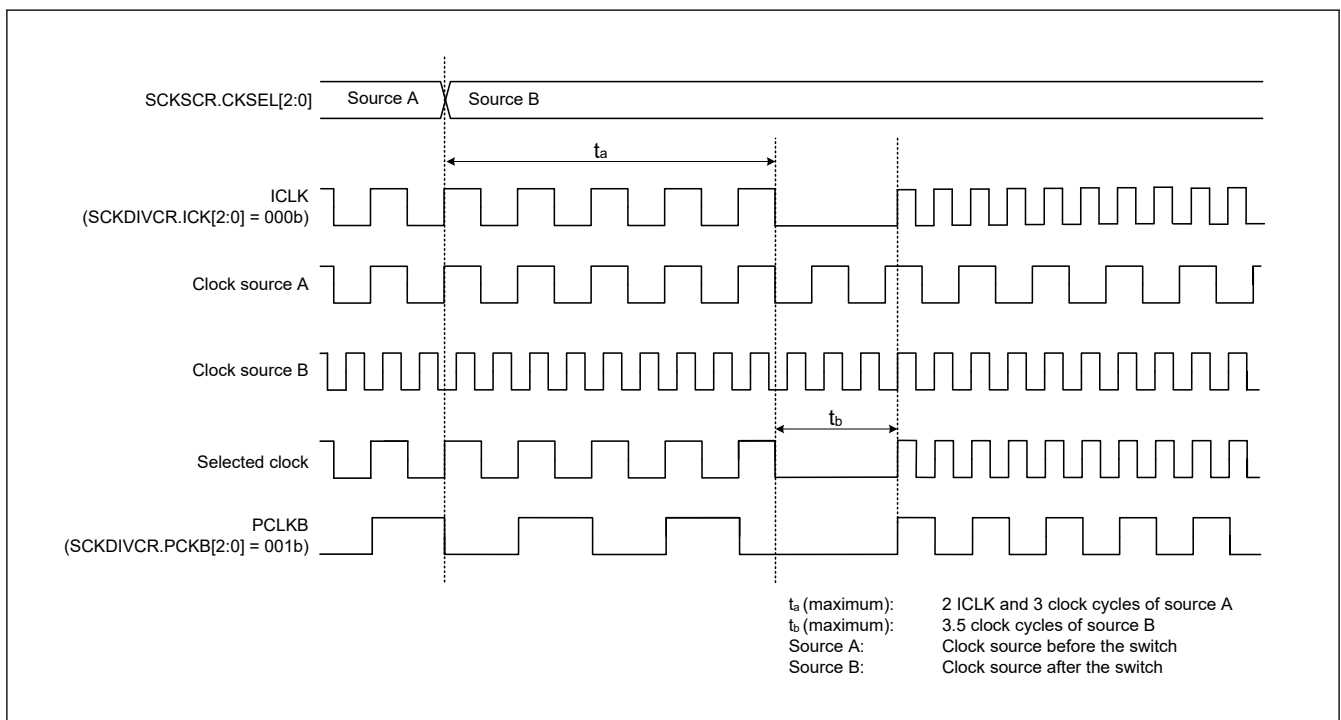 SCKSCR.CKSEL[2:0]
Source A
Source B
ta
ICLK
(SCKDIVCR.ICK[2:0] = 000b)
Clock source A
Clock source B
tb
Selected clock
PCLKB
(SCKDIVCR.PCKB[2:0] = 001b)
ta (maximum): 2 ICLK and 3 clock cycles of source A
tb (maximum): 3.5 clock cycles of source B
Source A: Clock source before the switch
Source B: Clock source after the switch